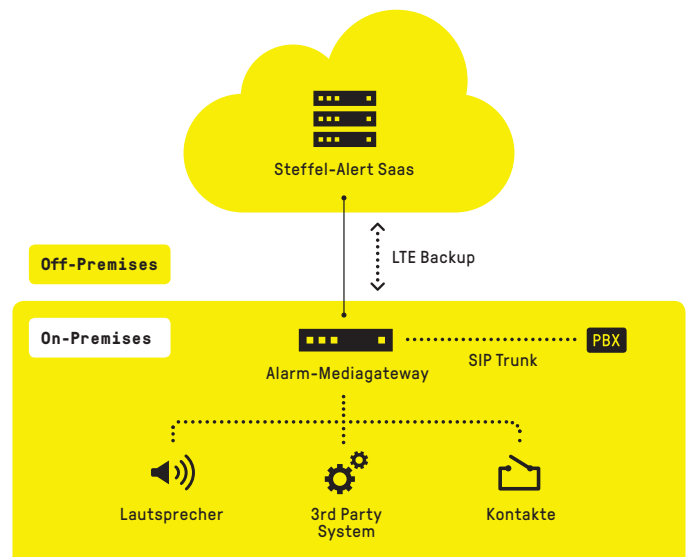 Steffel-Alert Saas
LTE Backup
Off-Premises
On-Premises
PBX
SIP Trunk
Alarm-Mediagateway
Lautsprecher
3rd Party
System
Kontakte